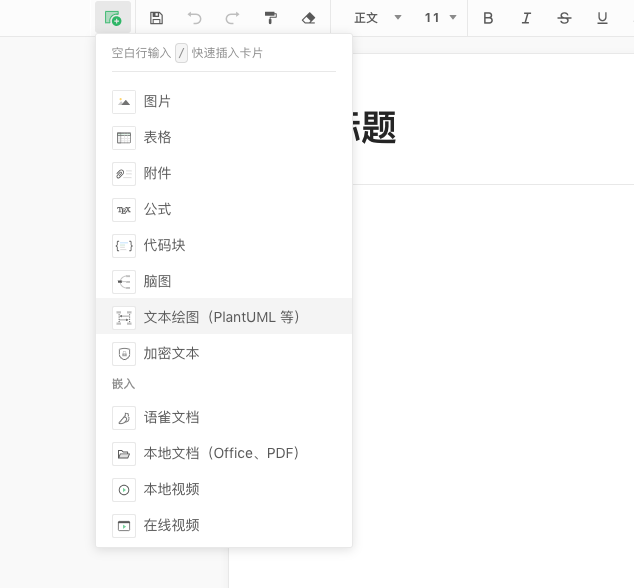 正文 11 B I S U
空白行输入 / 快速插入卡片
图片
标题
表格
附件
公式
代码块
脑图
文本绘图（PlantUML 等）
加密文本
嵌入
语雀文档
本地文档（Office、PDF）
本地视频
在线视频